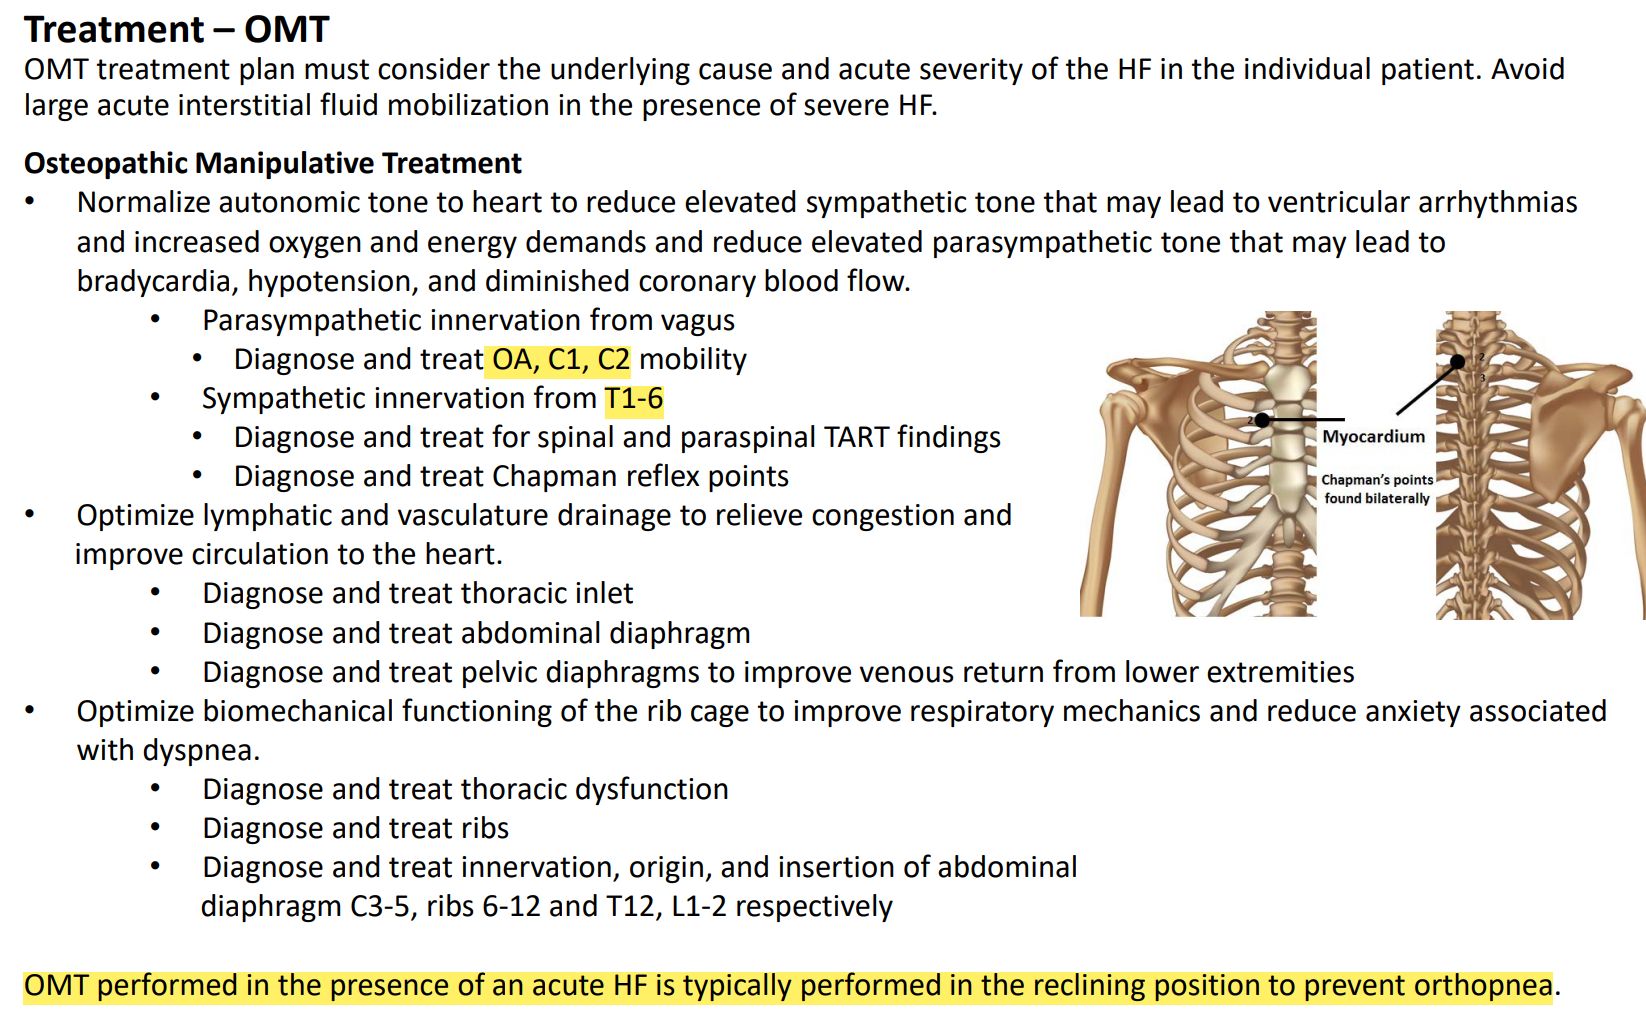 Treatment – OMT
OMT treatment plan must consider the underlying cause and acute severity of the HF in the individual patient. Avoid
large acute interstitial fluid mobilization in the presence of severe HF.
Osteopathic Manipulative Treatment
• Normalize autonomic tone to heart to reduce elevated sympathetic tone that may lead to ventricular arrhythmias
and increased oxygen and energy demands and reduce elevated parasympathetic tone that may lead to
bradycardia, hypotension, and diminished coronary blood flow.
• Parasympathetic innervation from vagus
• Diagnose and treat OA, C1, C2 mobility
• Sympathetic innervation from T1-6
• Diagnose and treat for spinal and paraspinal TART findings
• Diagnose and treat Chapman reflex points
• Optimize lymphatic and vasculature drainage to relieve congestion and
improve circulation to the heart.
• Diagnose and treat thoracic inlet
• Diagnose and treat abdominal diaphragm
• Diagnose and treat pelvic diaphragms to improve venous return from lower extremities
• Optimize biomechanical functioning of the rib cage to improve respiratory mechanics and reduce anxiety associated
with dyspnea.
• Diagnose and treat thoracic dysfunction
• Diagnose and treat ribs
• Diagnose and treat innervation, origin, and insertion of abdominal
diaphragm C3-5, ribs 6-12 and T12, L1-2 respectively
OMT performed in the presence of an acute HF is typically performed in the reclining position to prevent orthopnea.
2
Myocardium
Chapman's points
found bilaterally
2
3